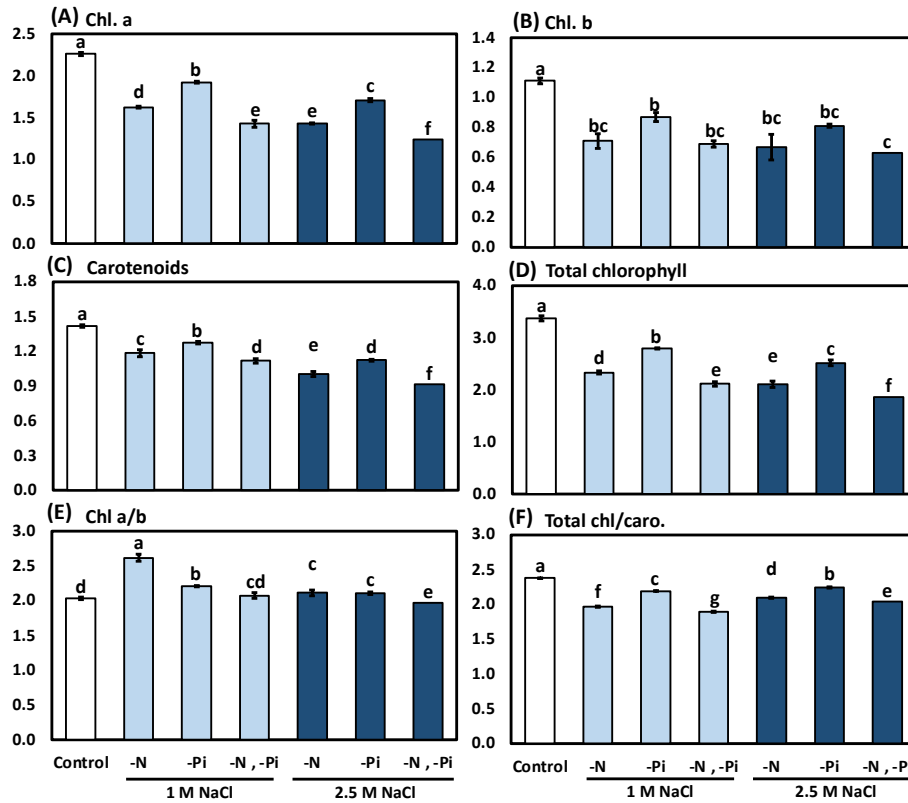 (A) Chl. a
2.5
2.0
1.5
1.0
0.5
0.0
a
d
b
e
e
c
f
(B) Chl. b
1.4
1.2
1.0
0.8
0.6
0.4
0.2
0.0
a
bc
b
bc
bc
bc
c
(C) Carotenoids
1.8
1.5
1.2
0.9
0.6
0.3
0.0
a
c
b
d
e
d
f
(D) Total chlorophyll
4.0
3.0
2.0
1.0
0.0
a
d
b
e
e
c
f
(E) Chl a/b
3.0
2.5
2.0
1.5
1.0
0.5
0.0
d
a
b
cd
c
c
e
Control -N -Pi -N , -Pi -N -Pi -N , -Pi
1 M NaCl 2.5 M NaCl
(F) Total chl/caro.
3.0
2.5
2.0
1.5
1.0
0.5
0.0
a
f
c
g
d
b
e
Control -N -Pi -N , -Pi -N -Pi -N , -Pi
1 M NaCl 2.5 M NaCl